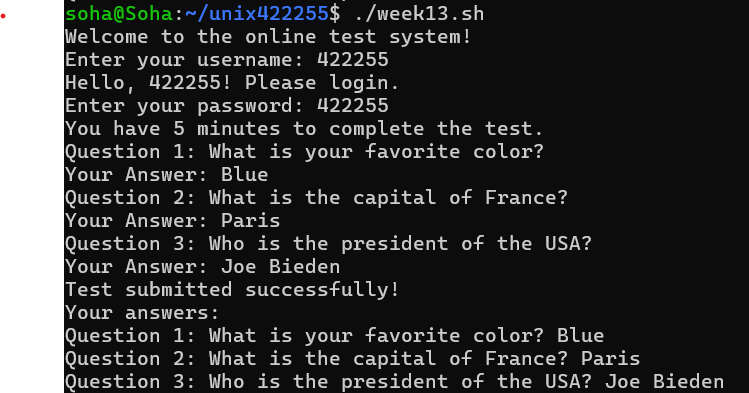 soha@Soha:~/unix422255$ ./week13.sh
Welcome to the online test system!
Enter your username: 422255
Hello, 422255! Please login.
Enter your password: 422255
You have 5 minutes to complete the test.
Question 1: What is your favorite color?
Your Answer: Blue
Question 2: What is the capital of France?
Your Answer: Paris
Question 3: Who is the president of the USA?
Your Answer: Joe Bieden
Test submitted successfully!
Your answers:
Question 1: What is your favorite color? Blue
Question 2: What is the capital of France? Paris
Question 3: Who is the president of the USA? Joe Bieden